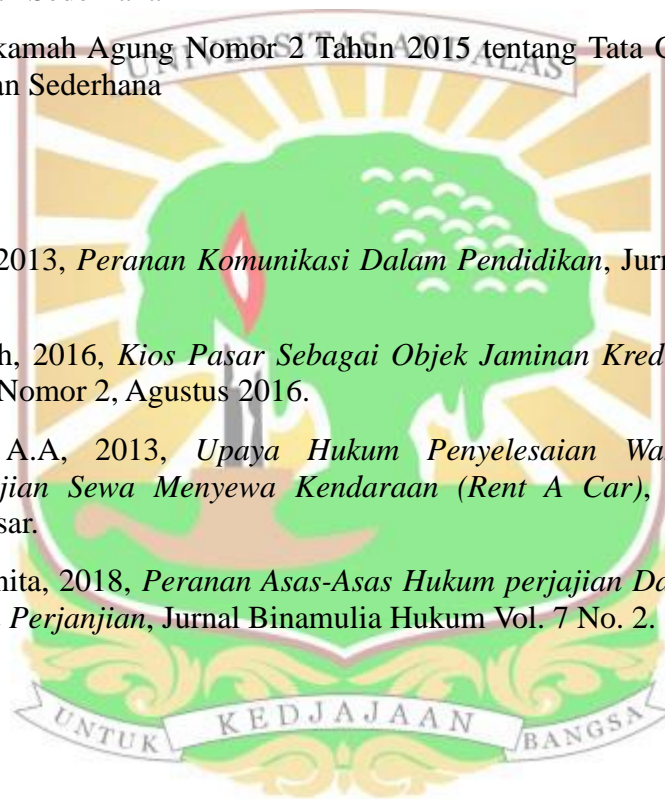 kamah Agung Nomor 2 Tahun 2015 tentang Tata C
an Sederhana
UNIVERSITAS ANDALAS
2013, Peranan Komunikasi Dalam Pendidikan, Jurn
h, 2016, Kios Pasar Sebagai Objek Jaminan Kred
Nomor 2, Agustus 2016.
A.A, 2013, Upaya Hukum Penyelesaian Wa
jian Sewa Menyewa Kendaraan (Rent A Car),
sar.
nita, 2018, Peranan Asas-Asas Hukum perjajian Da
Perjanjian, Jurnal Binamulia Hukum Vol. 7 No. 2.
UNTUK KEDJAJAAN BANGSA